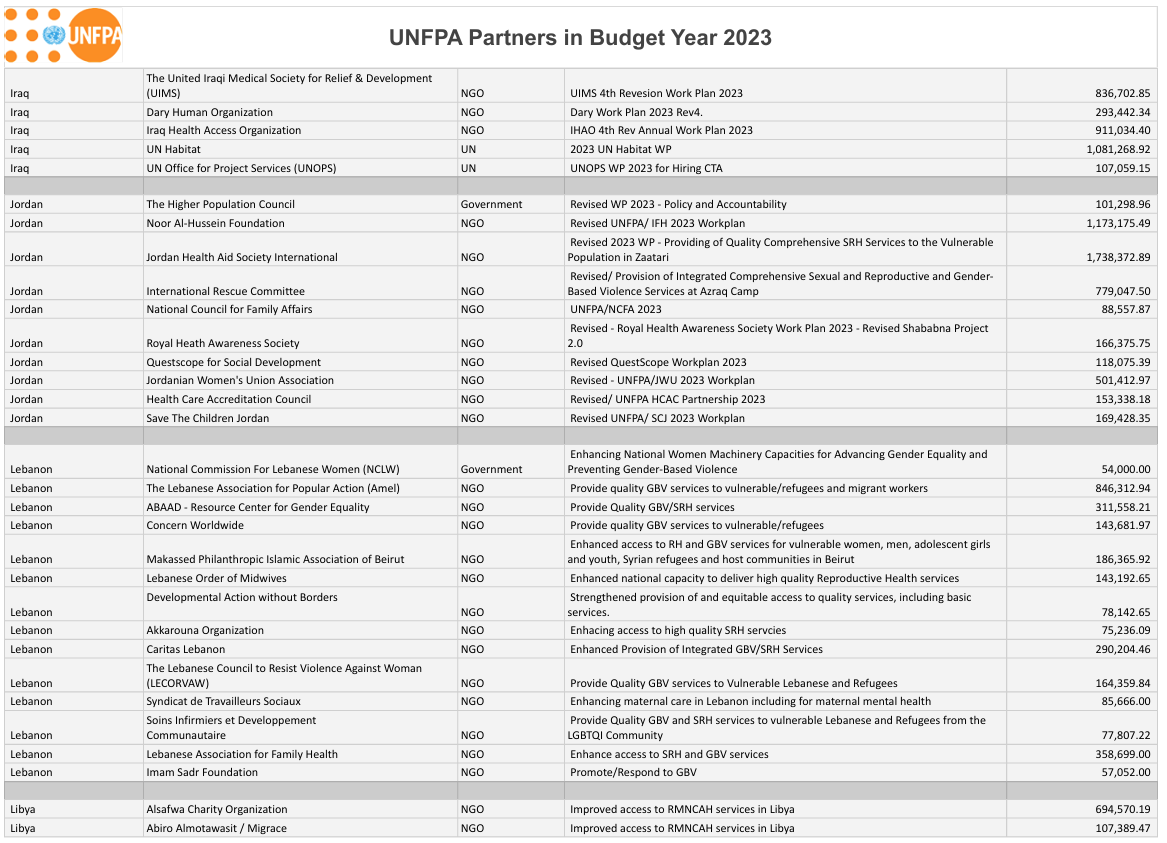 UNFPA
UNFPA Partners in Budget Year 2023
The United Iraqi Medical Society for Relief & Development
Iraq (UIMS) NGO UIMS 4th Revesion Work Plan 2023 836,702.85
Iraq Dary Human Organization NGO Dary Work Plan 2023 Rev4. 293,442.34
Iraq Iraq Health Access Organization NGO IHAO 4th Rev Annual Work Plan 2023 911,034.40
Iraq UN Habitat UN 2023 UN Habitat WP 1,081,268.92
Iraq UN Office for Project Services (UNOPS) UN UNOPS WP 2023 for Hiring CTA 107,059.15
Jordan The Higher Population Council Government Revised WP 2023 - Policy and Accountability 101,298.96
Jordan Noor Al-Hussein Foundation NGO Revised UNFPA/ IFH 2023 Workplan 1,173,175.49
Revised 2023 WP - Providing of Quality Comprehensive SRH Services to the Vulnerable
Jordan Jordan Health Aid Society International NGO Population in Zaatari 1,738,372.89
Revised/ Provision of Integrated Comprehensive Sexual and Reproductive and Gender-
Jordan International Rescue Committee NGO Based Violence Services at Azraq Camp 779,047.50
Jordan National Council for Family Affairs NGO UNFPA/NCFA 2023 88,557.87
Revised - Royal Health Awareness Society Work Plan 2023 - Revised Shababna Project
Jordan Royal Heath Awareness Society NGO 2.0 166,375.75
Jordan Questscope for Social Development NGO Revised QuestScope Workplan 2023 118,075.39
Jordan Jordanian Women's Union Association NGO Revised - UNFPA/JWU 2023 Workplan 501,412.97
Jordan Health Care Accreditation Council NGO Revised/ UNFPA HCAC Partnership 2023 153,338.18
Jordan Save The Children Jordan NGO Revised UNFPA/ SCJ 2023 Workplan 169,428.35
Enhancing National Women Machinery Capacities for Advancing Gender Equality and
Lebanon National Commission For Lebanese Women (NCLW) Government Preventing Gender-Based Violence 54,000.00
Lebanon The Lebanese Association for Popular Action (Amel) NGO Provide quality GBV services to vulnerable/refugees and migrant workers 846,312.94
Lebanon ABAAD - Resource Center for Gender Equality NGO Provide Quality GBV/SRH services 311,558.21
Lebanon Concern Worldwide NGO Provide quality GBV services to vulnerable/refugees 143,681.97
Enhanced access to RH and GBV services for vulnerable women, men, adolescent girls
Lebanon Makassed Philanthropic Islamic Association of Beirut NGO and youth, Syrian refugees and host communities in Beirut 186,365.92
Lebanon Lebanese Order of Midwives NGO Enhanced national capacity to deliver high quality Reproductive Health services 143,192.65
Developmental Action without Borders Strengthened provision of and equitable access to quality services, including basic
Lebanon NGO services. 78,142.65
Lebanon Akkarouna Organization NGO Enhacing access to high quality SRH servcies 75,236.09
Lebanon Caritas Lebanon NGO Enhanced Provision of Integrated GBV/SRH Services 290,204.46
The Lebanese Council to Resist Violence Against Woman
Lebanon (LECORVAW) NGO Provide Quality GBV services to Vulnerable Lebanese and Refugees 164,359.84
Lebanon Syndicat de Travailleurs Sociaux NGO Enhancing maternal care in Lebanon including for maternal mental health 85,666.00
Soins Infirmiers et Developpement Provide Quality GBV and SRH services to vulnerable Lebanese and Refugees from the
Lebanon Communautaire NGO LGBTQI Community 77,807.22
Lebanon Lebanese Association for Family Health NGO Enhance access to SRH and GBV services 358,699.00
Lebanon Imam Sadr Foundation NGO Promote/Respond to GBV 57,052.00
Libya Alsafwa Charity Organization NGO Improved access to RMNCAH services in Libya 694,570.19
Libya Abiro Almotawasit / Migrace NGO Improved access to RMNCAH services in Libya 107,389.47